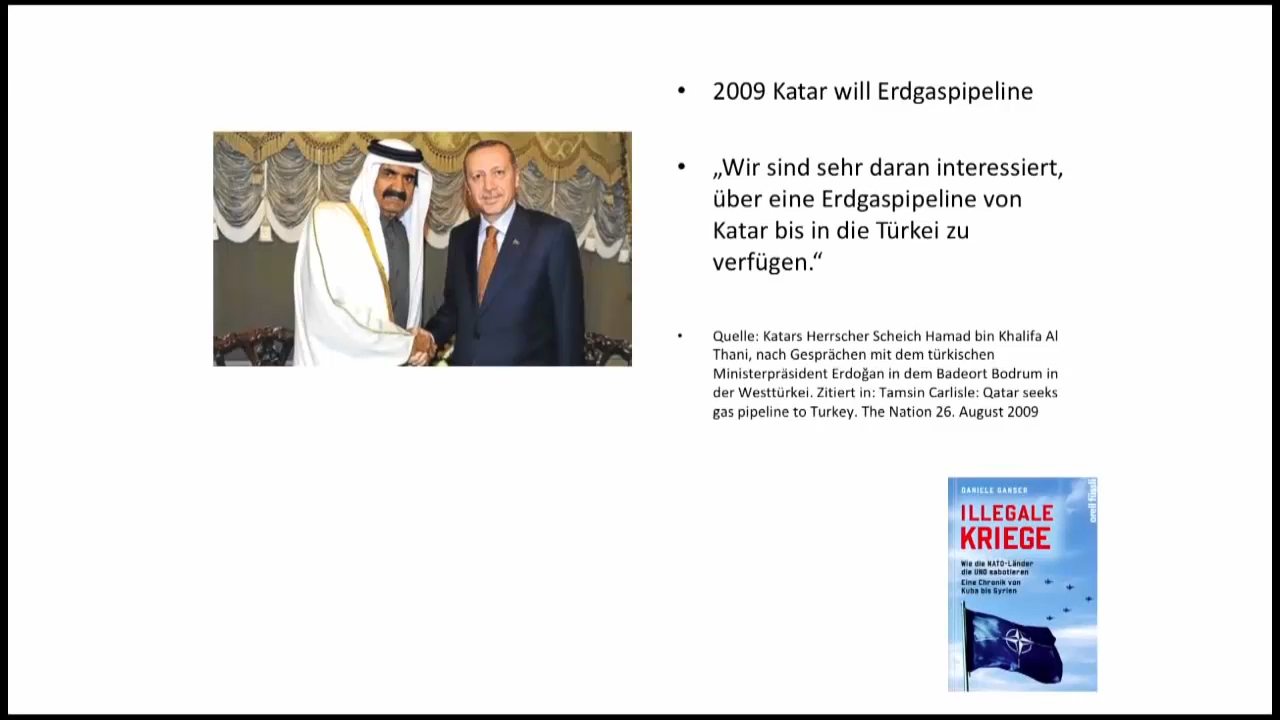 • 2009 Katar will Erdgaspipeline
• „Wir sind sehr daran interessiert,
über eine Erdgaspipeline von
Katar bis in die Türkei zu
verfügen.“
• Quelle: Katars Herrscher Scheich Hamad bin Khalifa Al
Thani, nach Gesprächen mit dem türkischen
Ministerpräsident Erdoğan in dem Badeort Bodrum in
der Westtürkei. Zitiert in: Tamsin Carlisle: Qatar seeks
gas pipeline to Turkey. The Nation 26. August 2009
DANIELE GANSER
orell füssli
ILLEGALE
KRIEGE
Wie die NATO-Länder
die UNO sabotieren
Eine Chronik von
Kuba bis Syrien